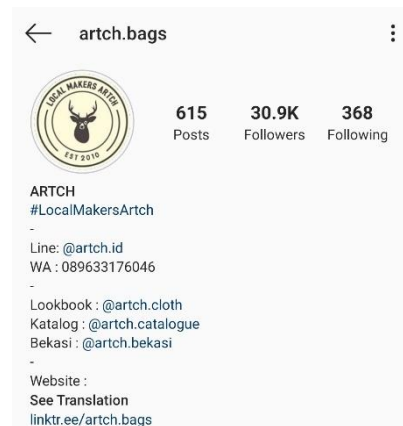 artch.bags
LOCAL MAKERS ARTCH
EST 2010
615 30.9K 368
Posts Followers Following
ARTCH
#LocalMakersArtch
-
Line: @artch.id
WA : 089633176046
-
Lookbook : @artch.cloth
Katalog : @artch.catalogue
Bekasi : @artch.bekasi
-
Website :
See Translation
linktr.ee/artch.bags